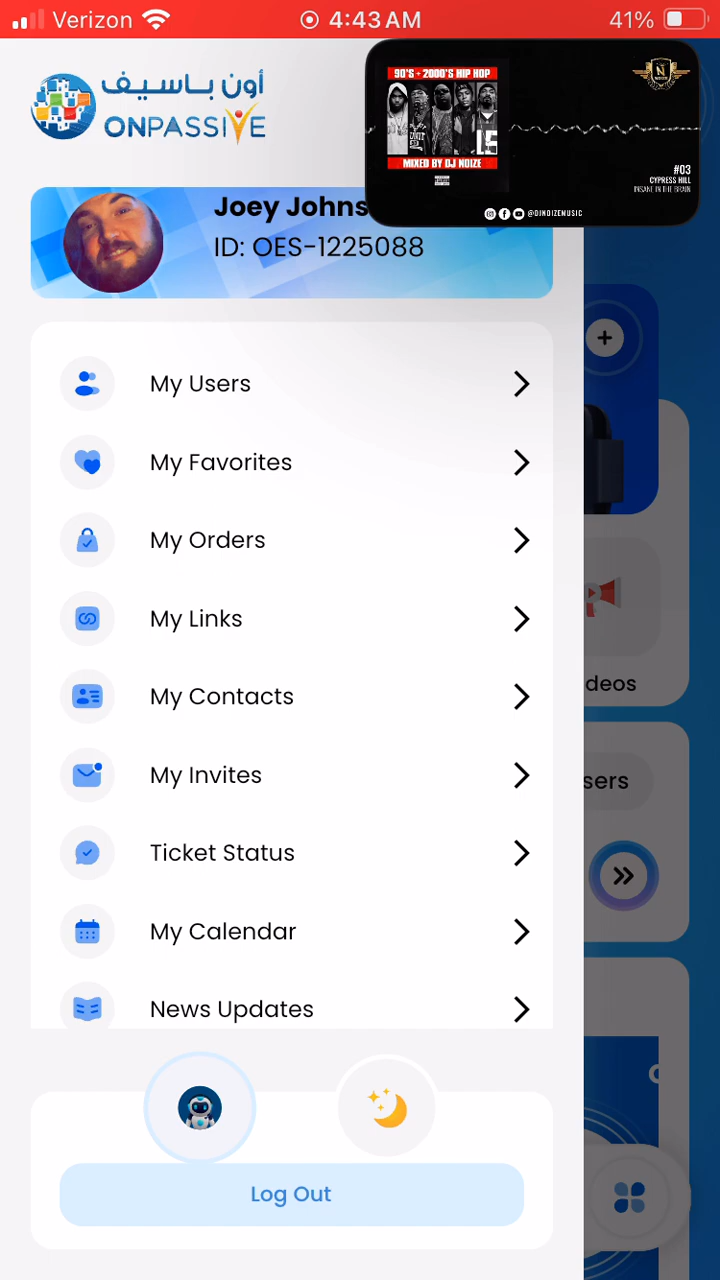 Verizon 4:43 AM 41%
أون باسيف
ONPASSIVE
90'S + 2000'S HIP HOP
MIXED BY DJ NOIZE
#03
CYPRESS HILL
INSANE IN THE BRAIN
@DJNOIZEMUSIC
Joey Johns
ID: OES-1225088
My Users
My Favorites
My Orders
My Links
My Contacts
deos
My Invites
sers
Ticket Status
My Calendar
News Updates
Log Out